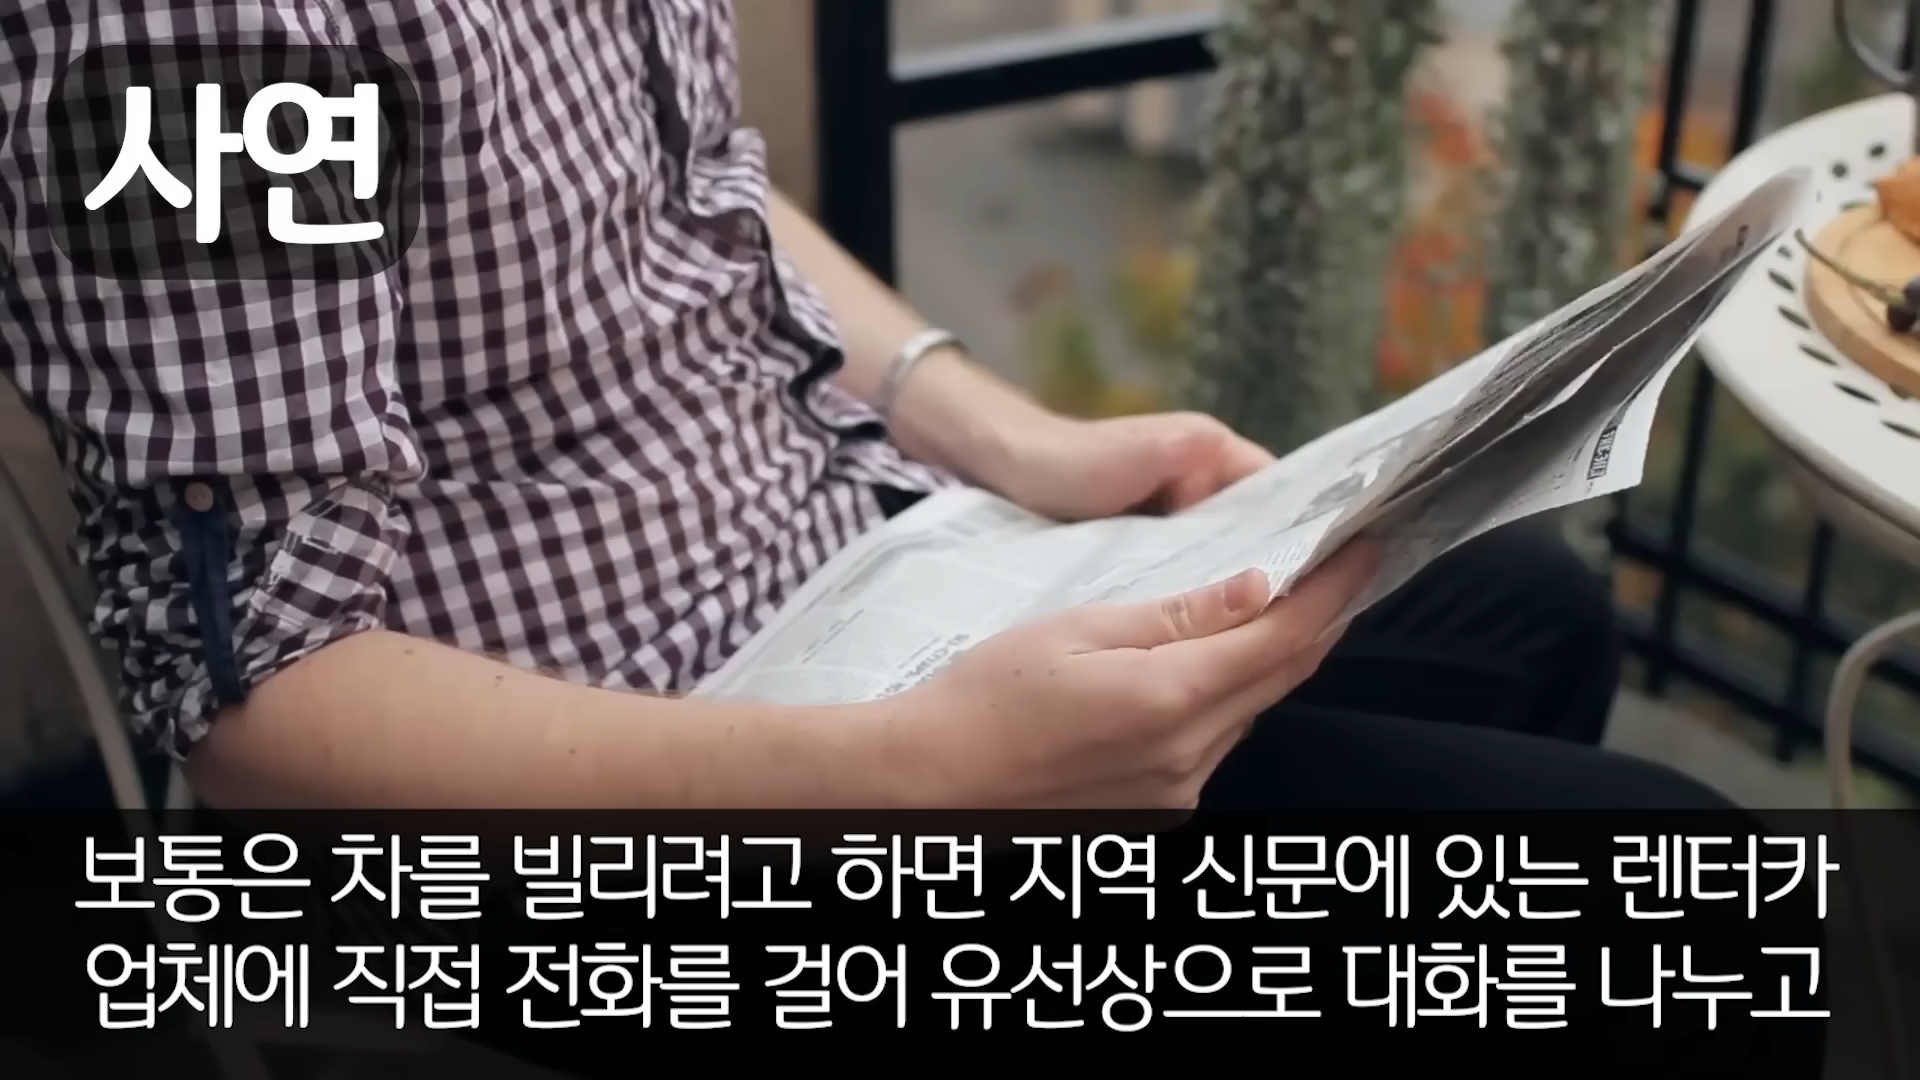 사연
보통은 차를 빌리려고 하면 지역 신문에 있는 렌터카
업체에 직접 전화를 걸어 유선상으로 대화를 나누고